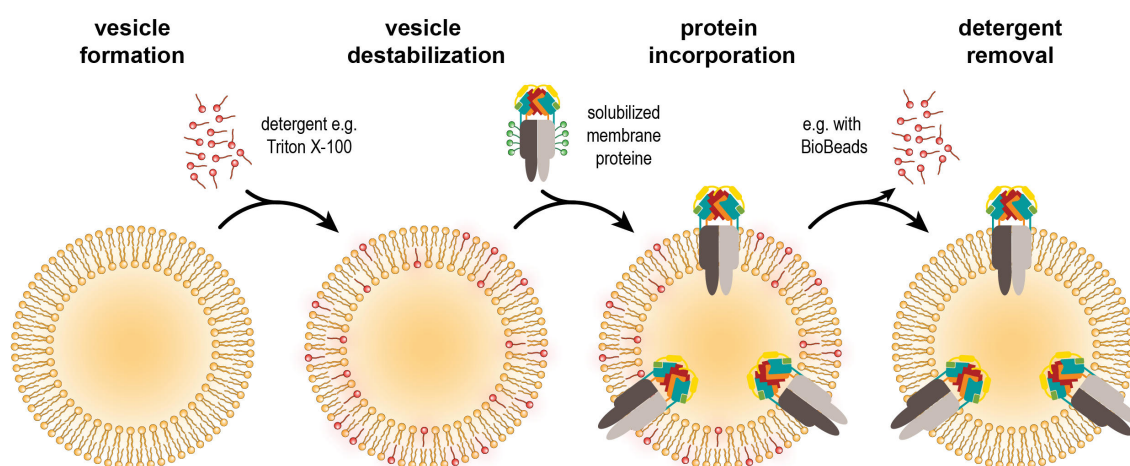 vesicle
formation
vesicle
destabilization
protein
incorporation
detergent
removal
detergent e.g.
Triton X-100
solubilized
membrane
proteine
e.g. with
BioBeads